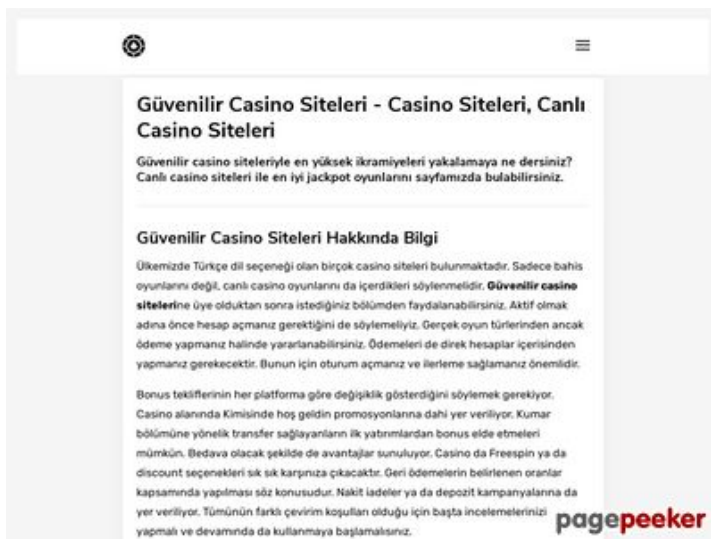 Güvenilir Casino Siteleri - Casino Siteleri, Canlı
Casino Siteleri
Güvenilir casino siteleriyle en yüksek ikramiyeleri yakalamaya ne dersiniz?
Canlı casino siteleri ile en iyi jackpot oyunlarını sayfamızda bulabilirsiniz.
Güvenilir Casino Siteleri Hakkında Bilgi
Ülkemizde Türkçe dil seçeneği olan birçok casino siteleri bulunmaktadır. Sadece bahis
oyunlarını değil, canlı casino oyunlarını da içerdikleri söylenmelidir. Güvenilir casino
sitelerine üye olduktan sonra istediğiniz bölümden faydalanabilirsiniz. Aktif olmak
adına önce hesap açmanız gerektiğini de söylemeliyiz. Gerçek oyun türlerinden ancak
ödeme yapmanız halinde yararlanabilirsiniz. Ödemeleri de direk hesaplar içerisinden
yapmanız gerekecektir. Bunun için oturum açmanız ve ilerleme sağlamanız önemlidir.
Bonus tekliflerinin her platforma göre değişiklik gösterdiğini söylemek gerekiyor.
Casino alanında Kimisinde hoş geldin promosyonlarına dahi yer veriliyor. Kumar
bölümüne yönelik transfer sağlayanların ilk yatırımlardan bonus elde etmeleri
mümkün. Bedava olacak şekilde de avantajlar sunuluyor. Casino da Freespin ya da
discount seçenekleri sık sık karşınıza çıkacaktır. Geri ödemelerin belirlenen oranlar
kapsamında yapılması söz konusudur. Nakit iadeler ya da depozit kampanyalarına da
yer veriliyor. Tümünün farklı çevirim koşulları olduğu için başta incelemelerinizi
yapmalı ve devamında da kullanmaya başlamalısınız.
pagepeeker